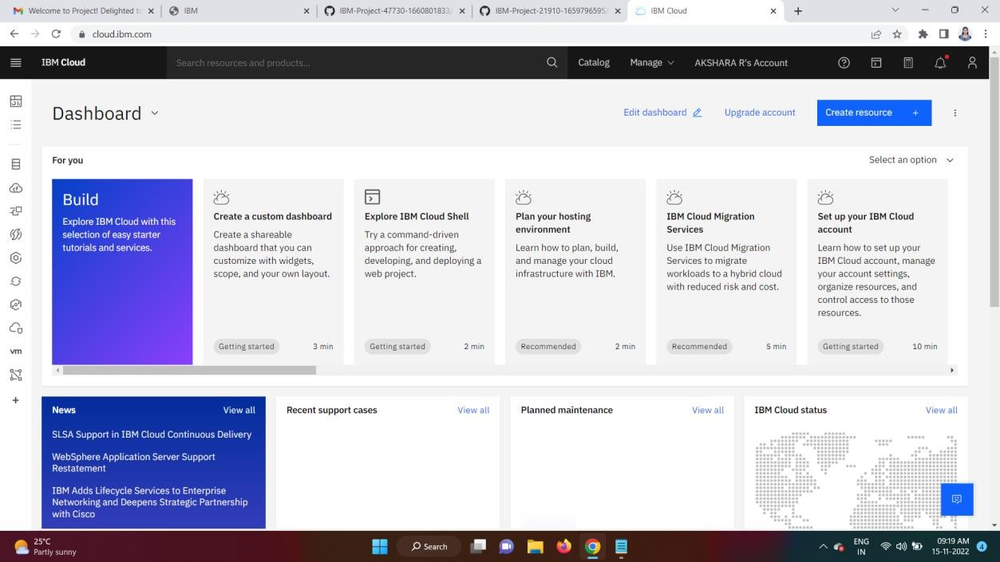 Welcome to Project! Delighted to
IBM
IBM-Project-47730-1660801833/
IBM-Project-21910-1659796595/
IBM Cloud
cloud.ibm.com
IBM Cloud
Search resources and products...
Catalog
Manage
AKSHARA R's Account
Dashboard
Edit dashboard
Upgrade account
Create resource +
For you
Select an option
Build
Explore IBM Cloud with this
selection of easy starter
tutorials and services.
Create a custom dashboard
Create a shareable
dashboard that you can
customize with widgets,
scope, and your own layout.
Getting started
3 min
Explore IBM Cloud Shell
Try a command-driven
approach for creating,
developing, and deploying a
web project.
Getting started
2 min
Plan your hosting
environment
Learn how to plan, build,
and manage your cloud
infrastructure with IBM.
Recommended
2 min
IBM Cloud Migration
Services
Use IBM Cloud Migration
Services to migrate
workloads to a hybrid cloud
with reduced risk and cost.
Recommended
5 min
Set up your IBM Cloud
account
Learn how to set up your
IBM Cloud account, manage
your account settings,
organize resources, and
control access to those
resources.
Getting started
10 min
vm
News
View all
SLSA Support in IBM Cloud Continuous Delivery
WebSphere Application Server Support
Restatement
IBM Adds Lifecycle Services to Enterprise
Networking and Deepens Strategic Partnership
with Cisco
Recent support cases
View all
Planned maintenance
View all
IBM Cloud status
View all
25°C
Partly sunny
Search
ENG
IN
09:19 AM
15-11-2022
4